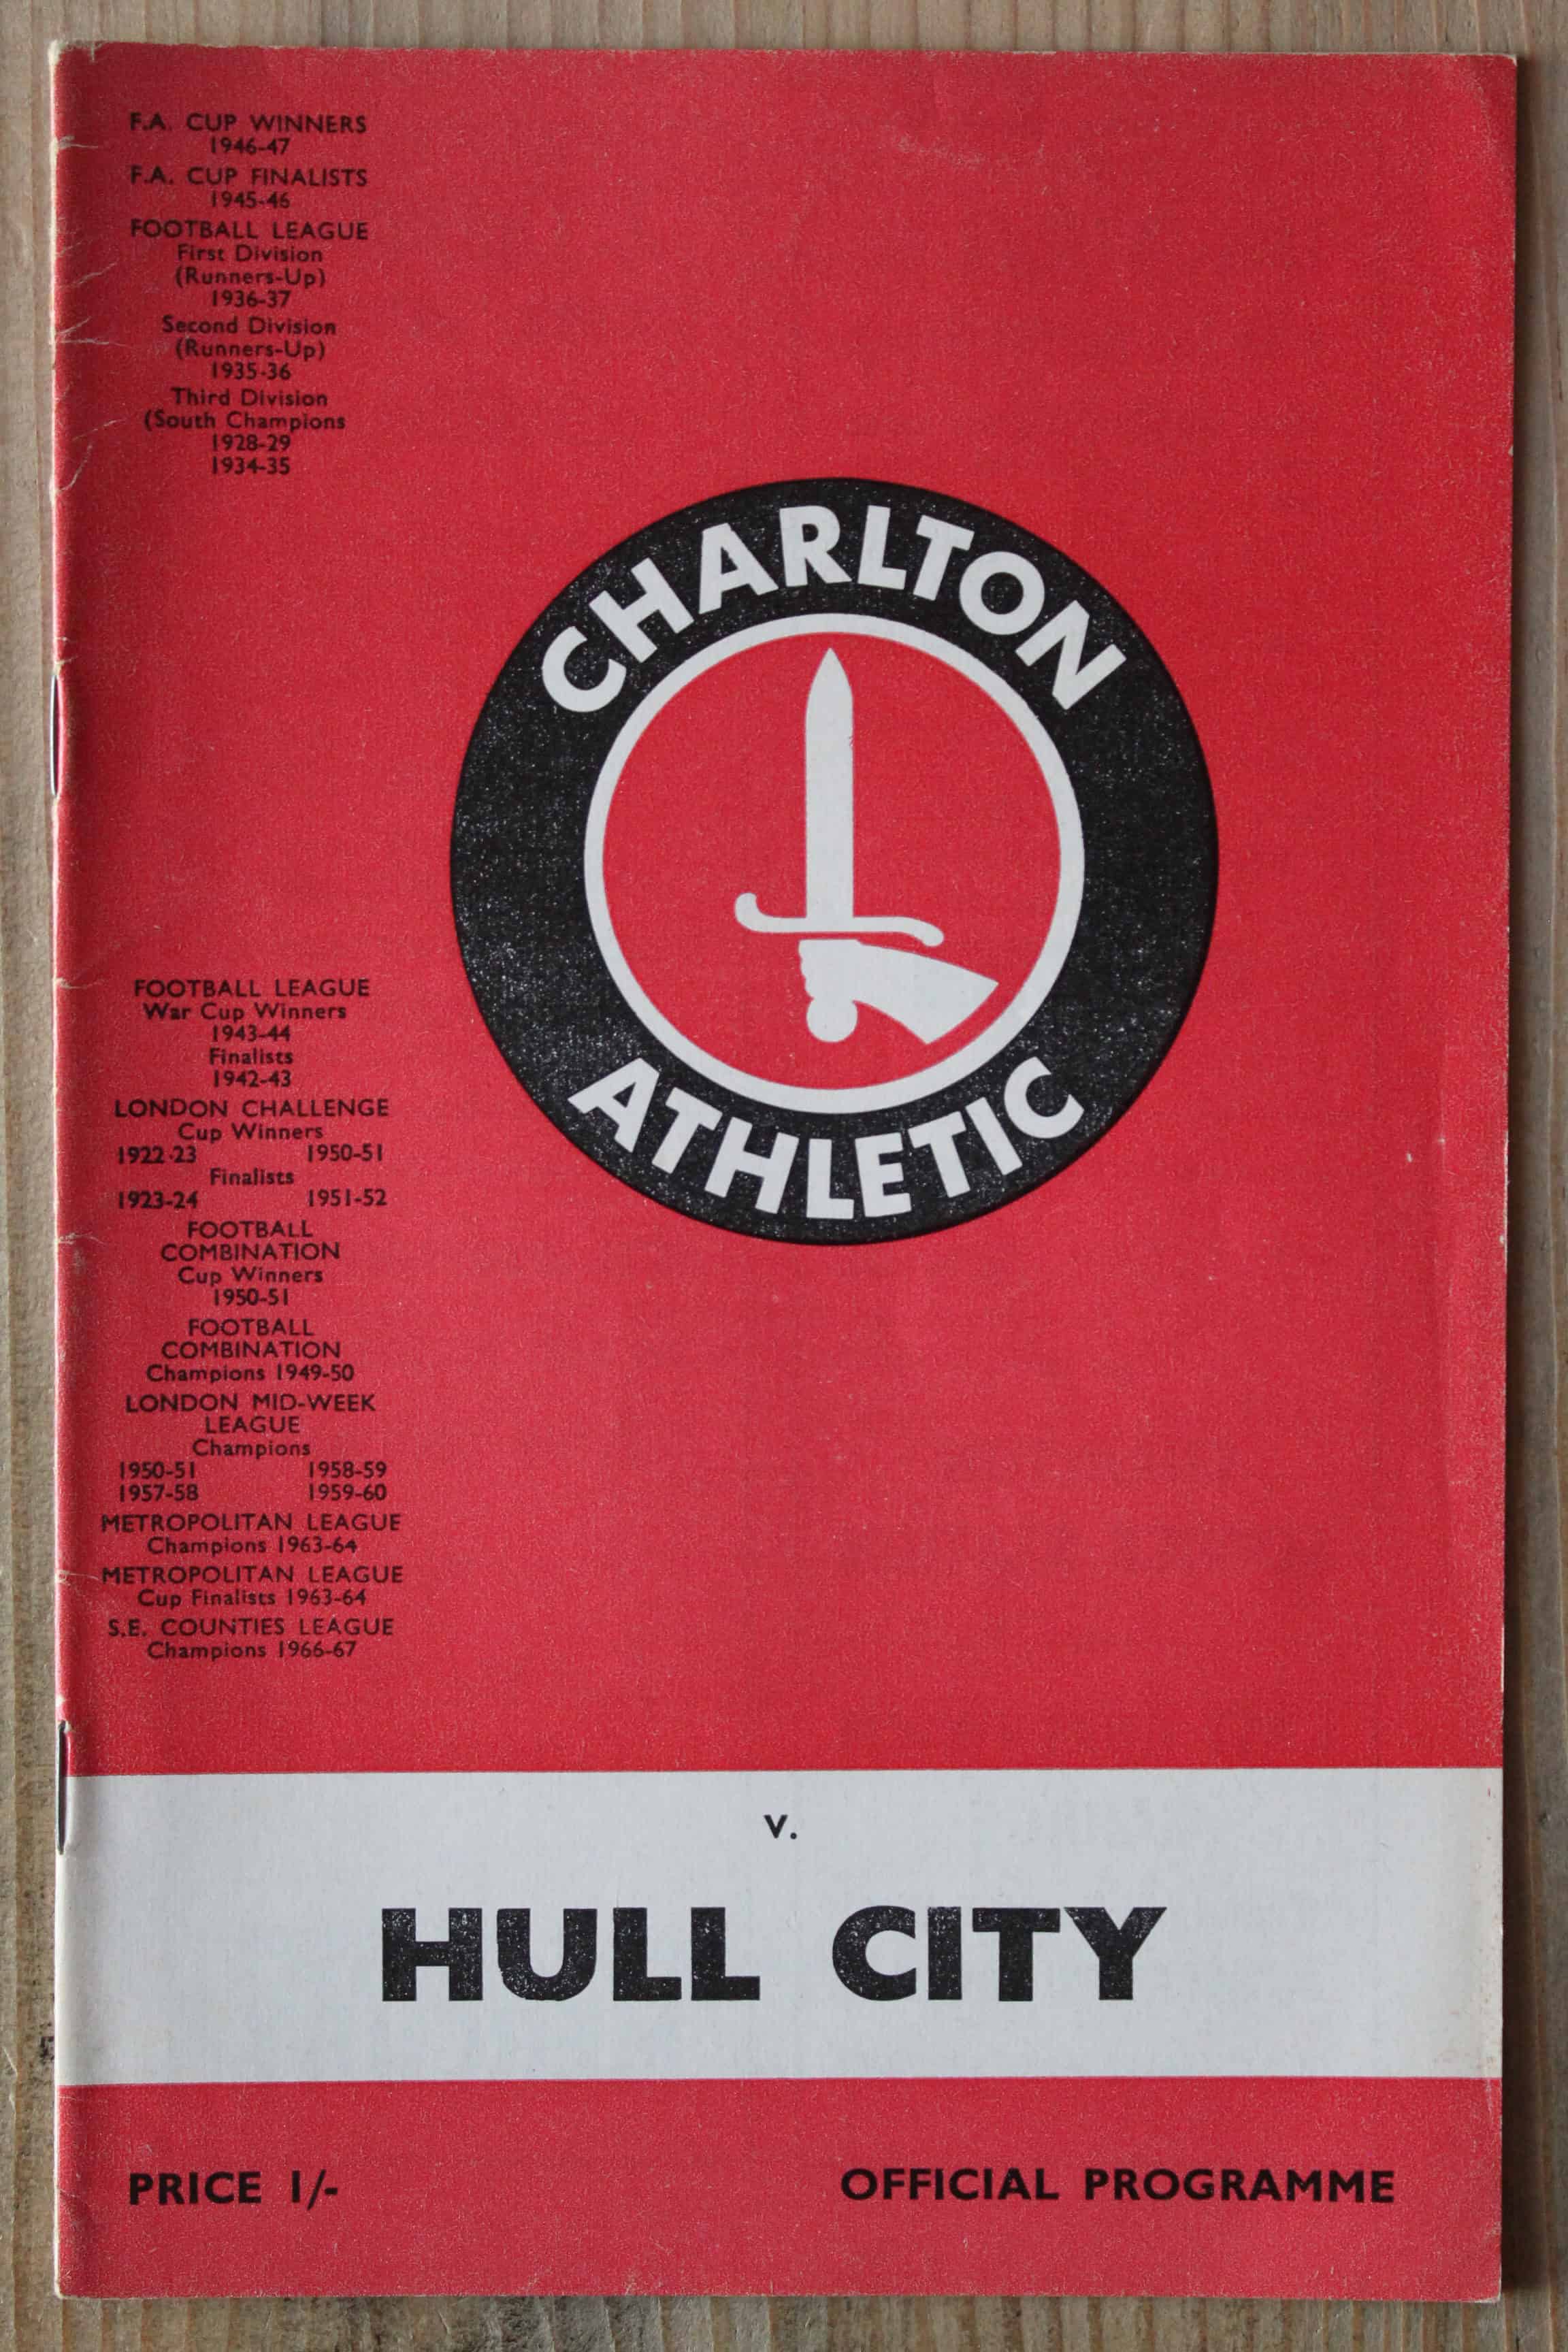 F.A. CUP WINNERS
1946-47
F.A. CUP FINALISTS
1945-46
FOOTBALL LEAGUE
First Division
(Runners-Up)
1936-37
Second Division
(Runners-Up)
1935-36
Third Division
(South Champions
1928-29
1934-35
CHARLTON
ATHLETIC
FOOTBALL LEAGUE
War Cup Winners
1943-44
Finalists
1942-43
LONDON CHALLENGE
Cup Winners
1922-23 1950-51
Finalists
1923-24 1951-52
FOOTBALL
COMBINATION
Cup Winners
1950-51
FOOTBALL
COMBINATION
Champions 1949-50
LONDON MID-WEEK
LEAGUE
Champions
1950-51 1958-59
1957-58 1959-60
METROPOLITAN LEAGUE
Champions 1963-64
METROPOLITAN LEAGUE
Cup Finalists 1963-64
S.E. COUNTIES LEAGUE
Champions 1966-67
v.
HULL CITY
PRICE 1/-
OFFICIAL PROGRAMME